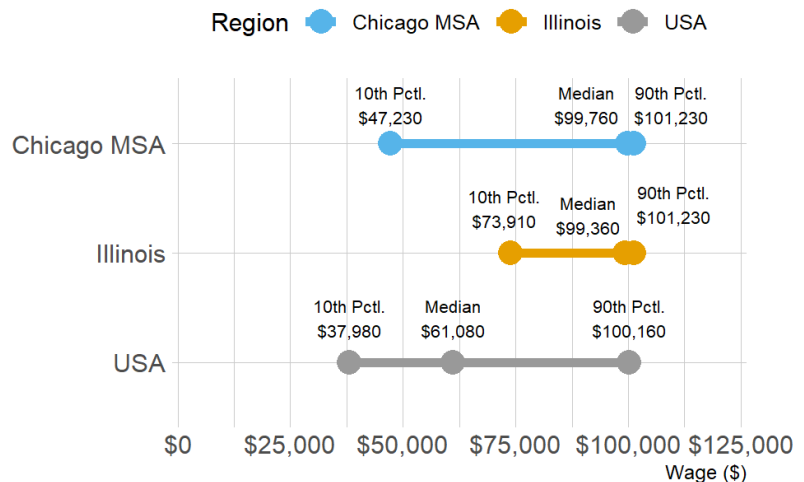 Region Chicago MSA Illinois USA
10th Pctl. Median 90th Pctl.
$47,230 $99,760 $101,230
Chicago MSA
10th Pctl. Median 90th Pctl.
$73,910 $99,360 $101,230
Illinois
10th Pctl. Median 90th Pctl.
$37,980 $61,080 $100,160
USA
$0 $25,000 $50,000 $75,000 $100,000 $125,000
Wage ($)